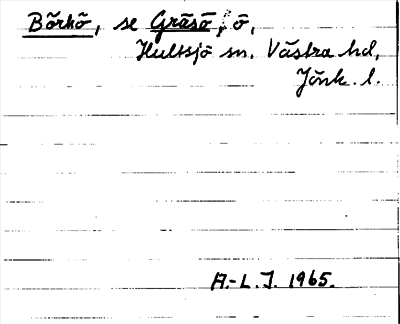 Börkö, se Gräsö, ö,
Hultsjö sn. Västra hd,
Jönk. l.
A.-L. J. 1965.